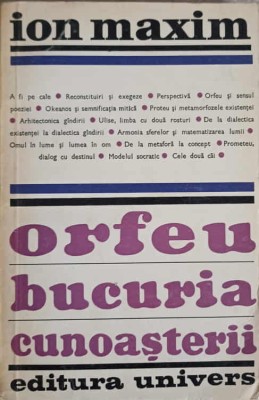 ion maxim
A fi pe cale • Reconstituiri și exegeze • Perspectivă • Orfeu și sensul
poeziei • Okeanos și semnificația mitică • Proteu și metamorfozele existenței
• Arhitectonica gîndirii • Ulise, limba cu două rosturi • De la dialectica
existenței la dialectica gîndirii • Armonia sferelor și matematizarea lumii •
Omul în lume și lumea în om • De la metaforă la concept • Prometeu,
dialog cu destinul • Modelul socratic • Cele două căi •
orfeu
bucuria
cunoașterii
editura univers